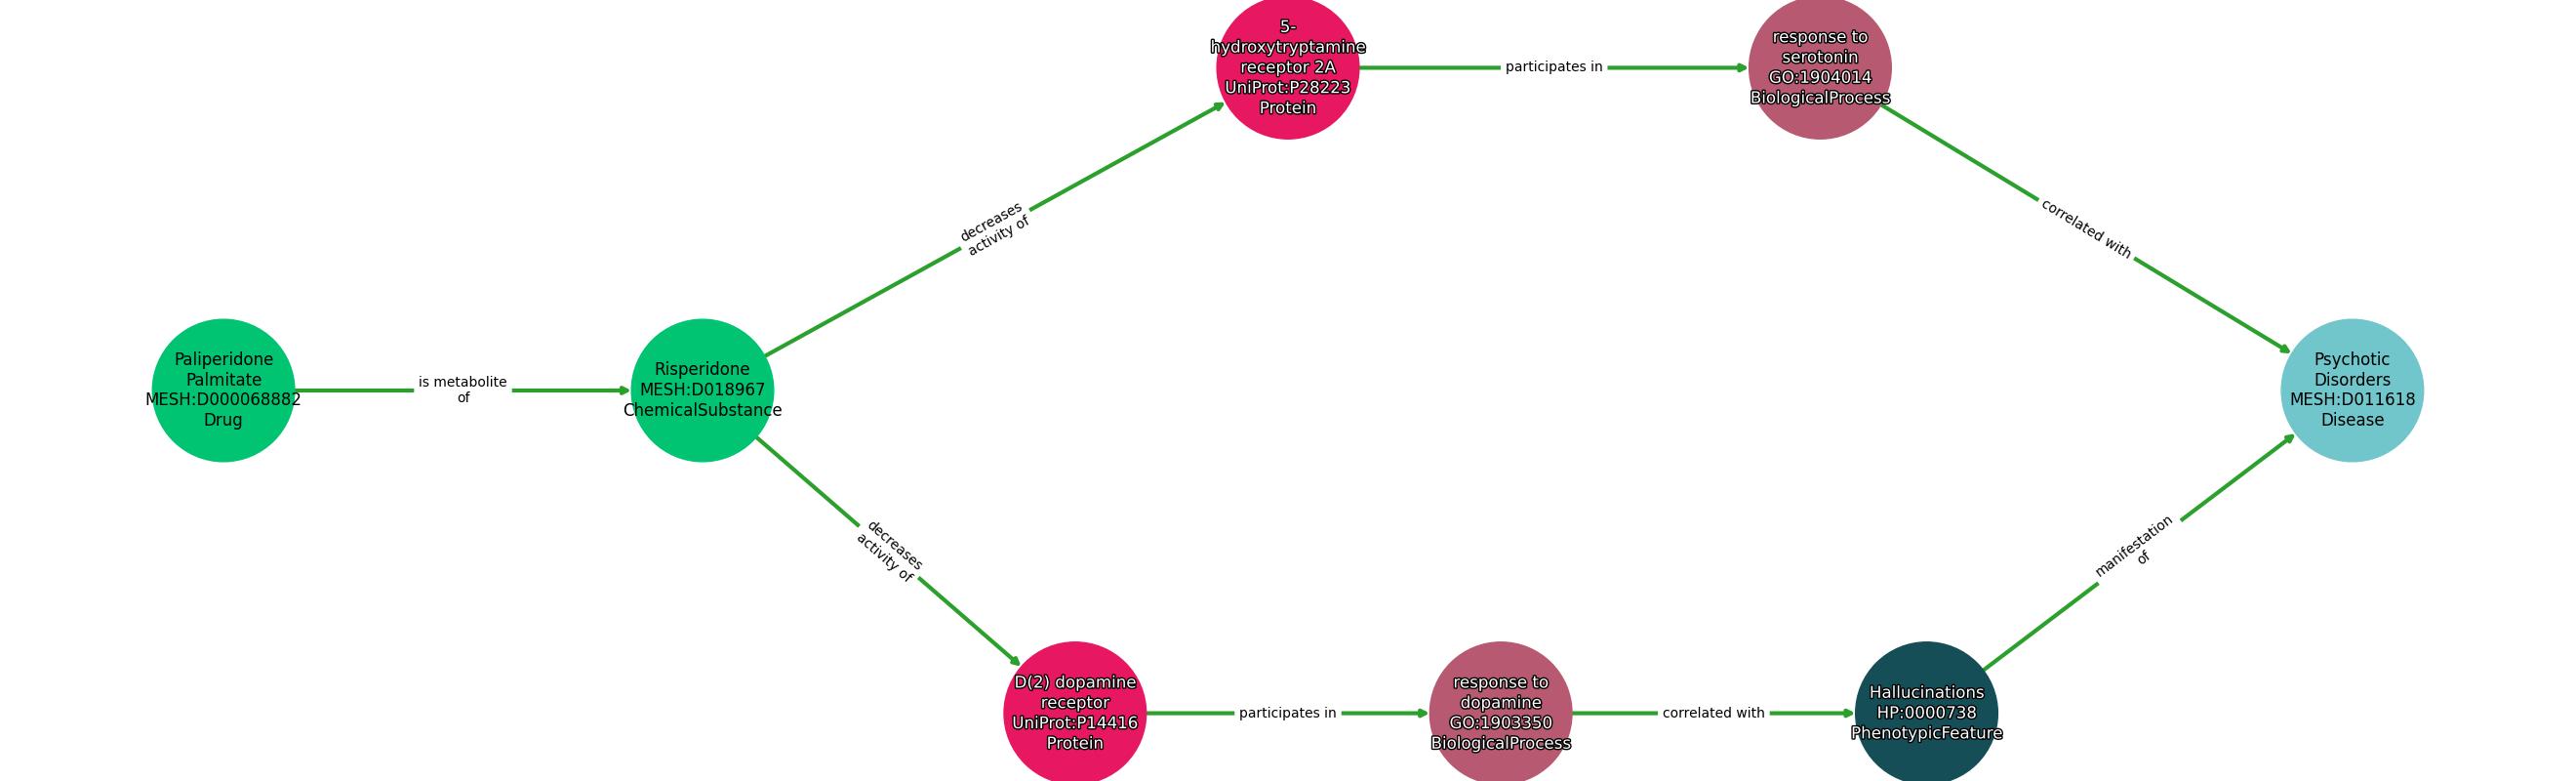 5-
hydroxytryptamine
receptor 2A
UniProt:P28223
Protein
participates in
response to
serotonin
GO:1904014
BiologicalProcess
decreases
activity of
correlated with
Paliperidone
Palmitate
MESH:D000068882
Drug
is metabolite
of
Risperidone
MESH:D018967
ChemicalSubstance
Psychotic
Disorders
MESH:D011618
Disease
decreases
activity of
manifestation
of
D(2) dopamine
receptor
UniProt:P14416
Protein
participates in
response to
dopamine
GO:1903350
BiologicalProcess
correlated with
Hallucinations
HP:0000738
PhenotypicFeature